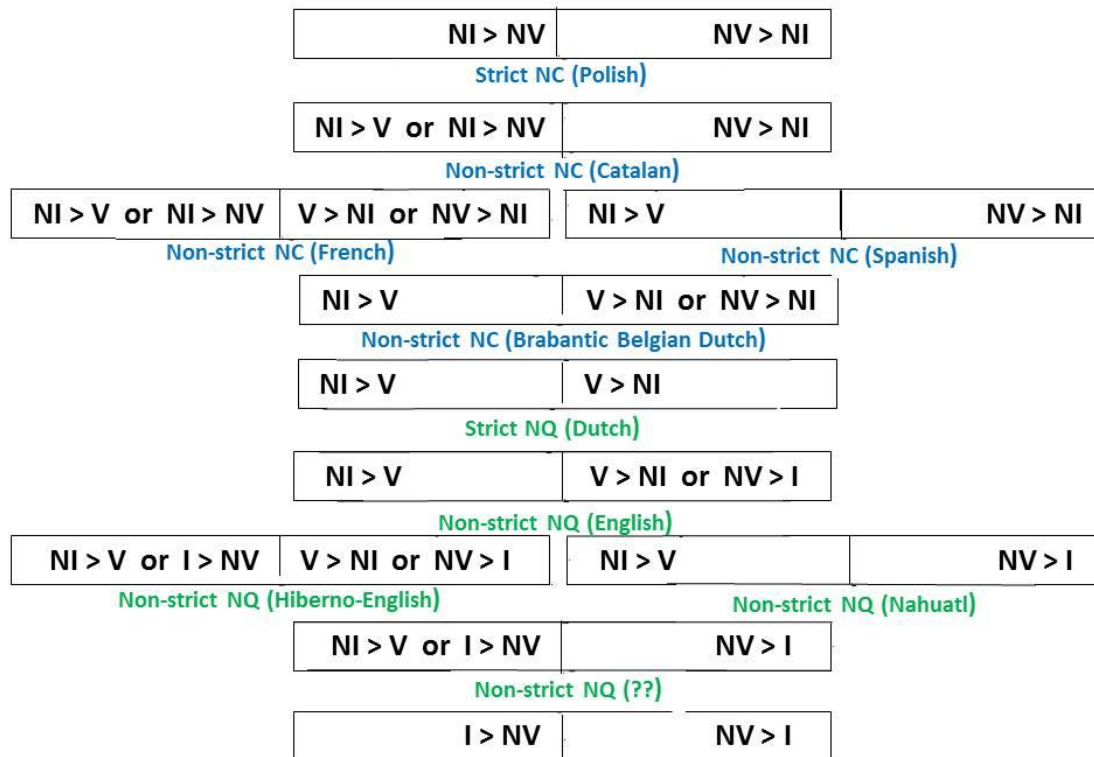 NI > NV NV > NI
Strict NC (Polish)
NI > V or NI > NV NV > NI
Non-strict NC (Catalan)
NI > V or NI > NV V > NI or NV > NI NI > V NV > NI
Non-strict NC (French) Non-strict NC (Spanish)
NI > V V > NI or NV > NI
Non-strict NC (Brabantic Belgian Dutch)
NI > V V > NI
Strict NQ (Dutch)
NI > V V > NI or NV > I
Non-strict NQ (English)
NI > V or I > NV V > NI or NV > I NI > V NV > I
Non-strict NQ (Hiberno-English) Non-strict NQ (Nahuatl)
NI > V or I > NV NV > I
Non-strict NQ (??)
I > NV NV > I